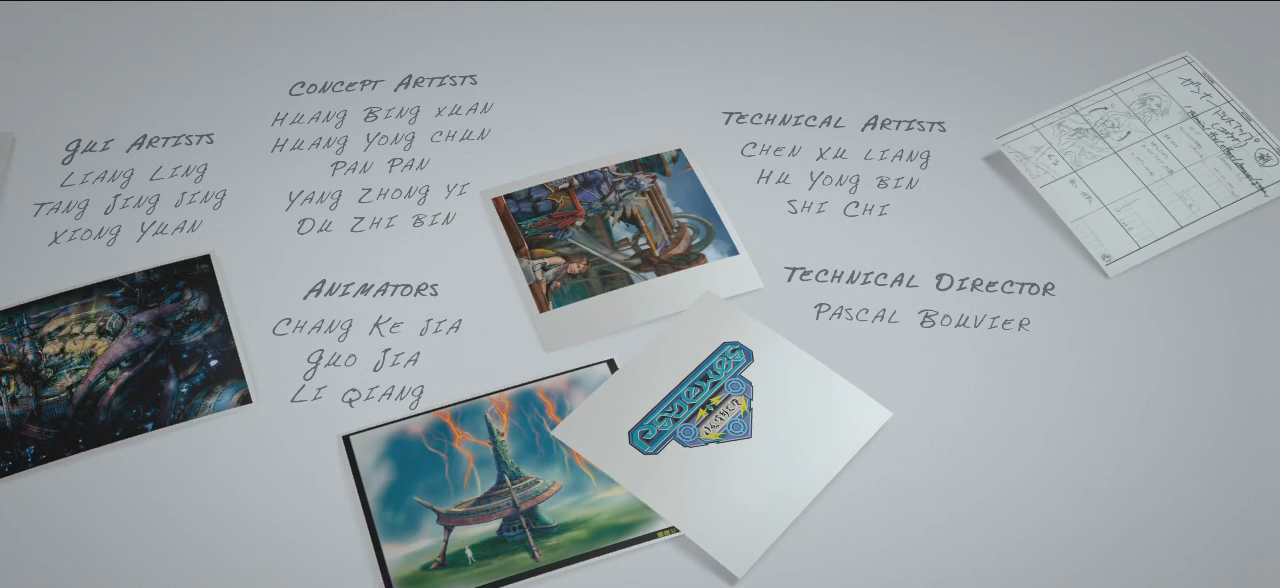 GUI ARTISTS
LIANG LING
TANG JING JING
XIONG YUAN
CONCEPT ARTISTS
HUANG BING XUAN
HUANG YONG CHUN
PAN PAN
YANG ZHONG YI
DU ZHI BIN
ANIMATORS
CHANG KE JIA
GUO JIA
LI QIANG
TECHNICAL ARTISTS
CHEN XU LIANG
HU YONG BIN
SHI CHI
TECHNICAL DIRECTOR
PASCAL BOUVIER